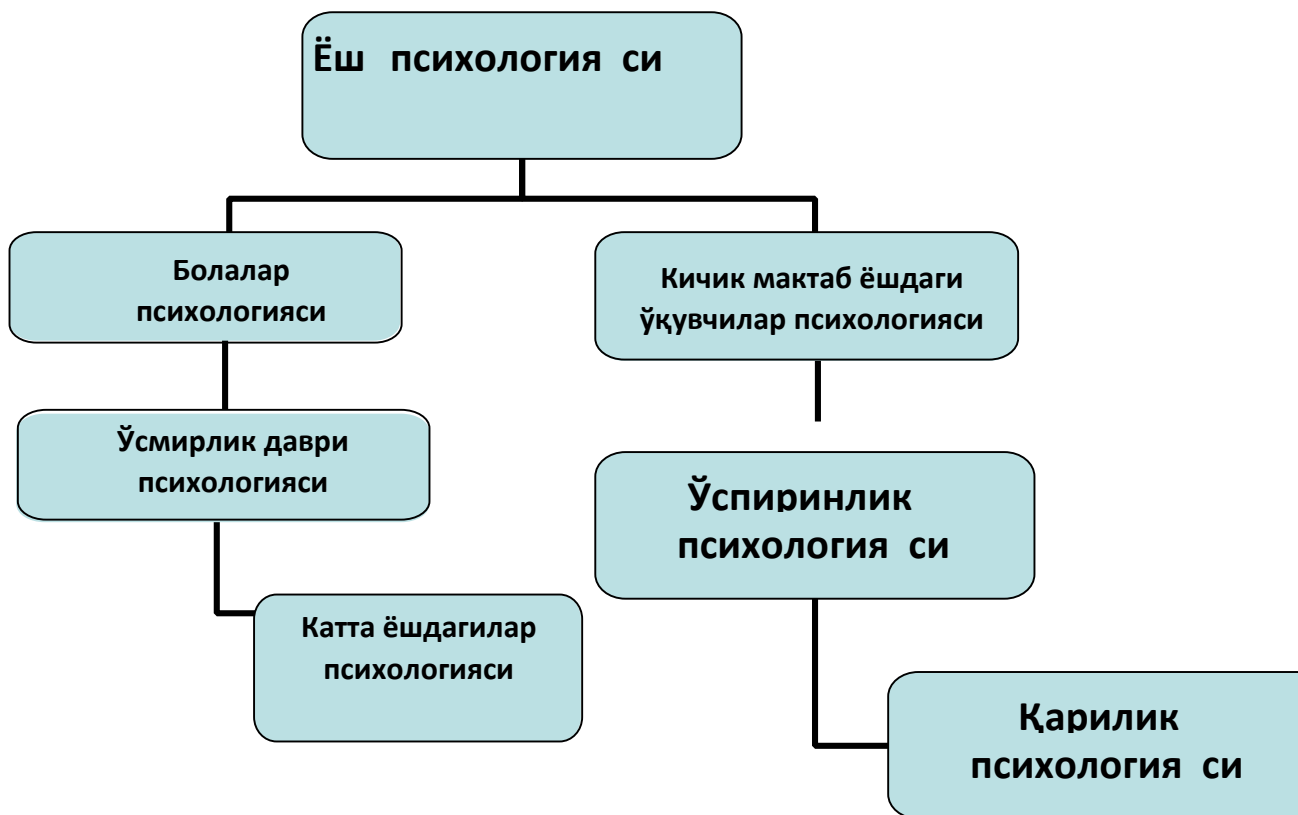 Ёш психология си
Болалар
психологияси
Кичик мактаб ёшдаги
ўқувчилар психологияси
Ўсмирлик даври
психологияси
Ўспиринлик
психология си
Катта ёшдагилар
психологияси
Қарилик
психология си